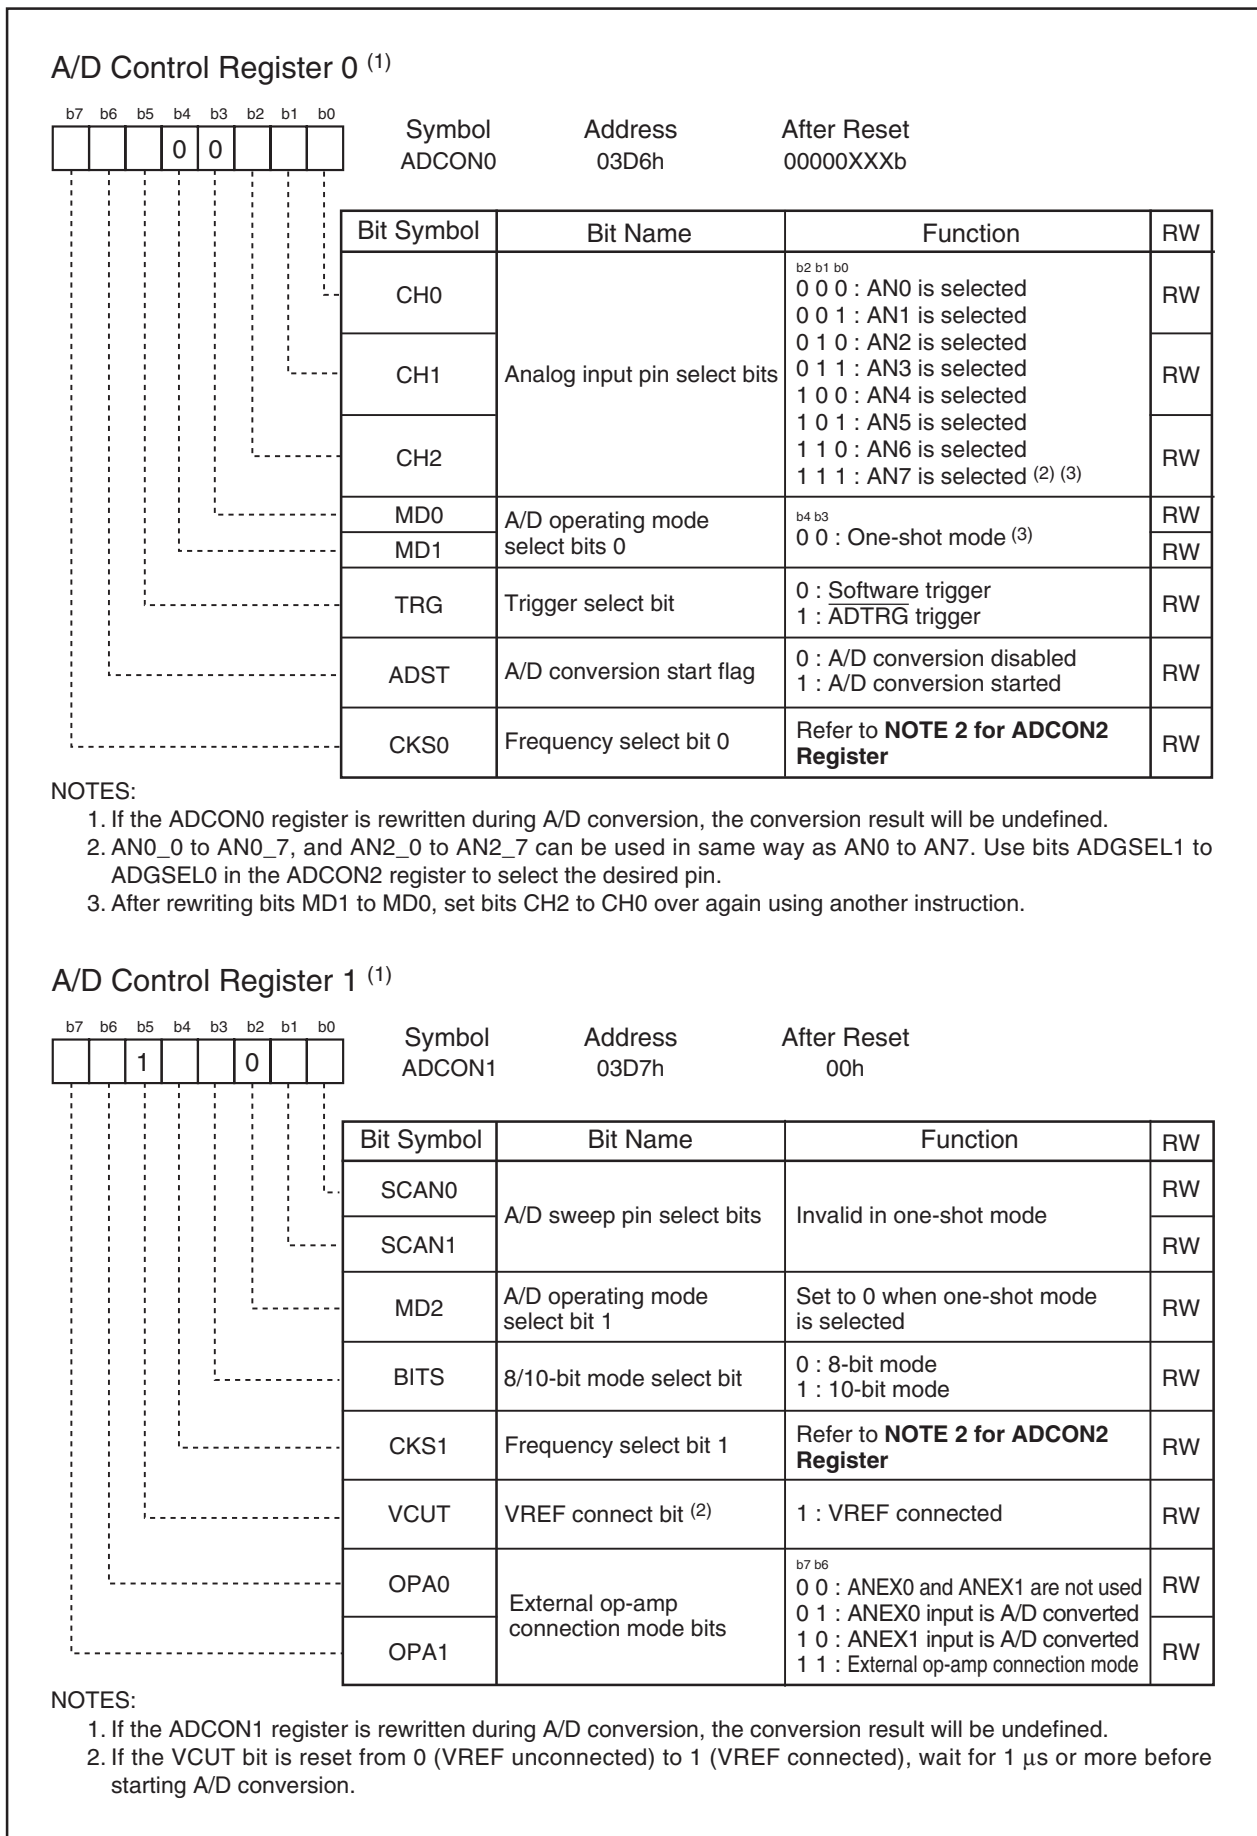 A/D Control Register 0 (1)
b7 b6 b5 b4 b3 b2 b1 b0
0 0
Symbol Address After Reset
ADCON0 03D6h 00000XXXb
Bit Symbol Bit Name Function RW
CH0 RW
CH1 Analog input pin select bits RW
CH2 RW
b2 b1 b0
0 0 0 : AN0 is selected
0 0 1 : AN1 is selected
0 1 0 : AN2 is selected
0 1 1 : AN3 is selected
1 0 0 : AN4 is selected
1 0 1 : AN5 is selected
1 1 0 : AN6 is selected
1 1 1 : AN7 is selected (2) (3)
MD0 RW
MD1 RW
A/D operating mode
select bits 0
b4 b3
0 0 : One-shot mode (3)
TRG Trigger select bit RW
0 : Software trigger
1 : ADTRG trigger
ADST A/D conversion start flag RW
0 : A/D conversion disabled
1 : A/D conversion started
CKS0 Frequency select bit 0 RW
Refer to NOTE 2 for ADCON2
Register
NOTES:
1. If the ADCON0 register is rewritten during A/D conversion, the conversion result will be undefined.
2. AN0_0 to AN0_7, and AN2_0 to AN2_7 can be used in same way as AN0 to AN7. Use bits ADGSEL1 to
ADGSEL0 in the ADCON2 register to select the desired pin.
3. After rewriting bits MD1 to MD0, set bits CH2 to CH0 over again using another instruction.
A/D Control Register 1 (1)
b7 b6 b5 b4 b3 b2 b1 b0
1 0
Symbol Address After Reset
ADCON1 03D7h 00h
Bit Symbol Bit Name Function RW
SCAN0 RW
A/D sweep pin select bits Invalid in one-shot mode
SCAN1 RW
MD2 RW
A/D operating mode
select bit 1
Set to 0 when one-shot mode
is selected
BITS 8/10-bit mode select bit RW
0 : 8-bit mode
1 : 10-bit mode
CKS1 Frequency select bit 1 RW
Refer to NOTE 2 for ADCON2
Register
VCUT VREF connect bit (2) 1 : VREF connected RW
OPA0 RW
OPA1 RW
External op-amp
connection mode bits
b7 b6
0 0 : ANEX0 and ANEX1 are not used
0 1 : ANEX0 input is A/D converted
1 0 : ANEX1 input is A/D converted
1 1 : External op-amp connection mode
NOTES:
1. If the ADCON1 register is rewritten during A/D conversion, the conversion result will be undefined.
2. If the VCUT bit is reset from 0 (VREF unconnected) to 1 (VREF connected), wait for 1 µs or more before
starting A/D conversion.